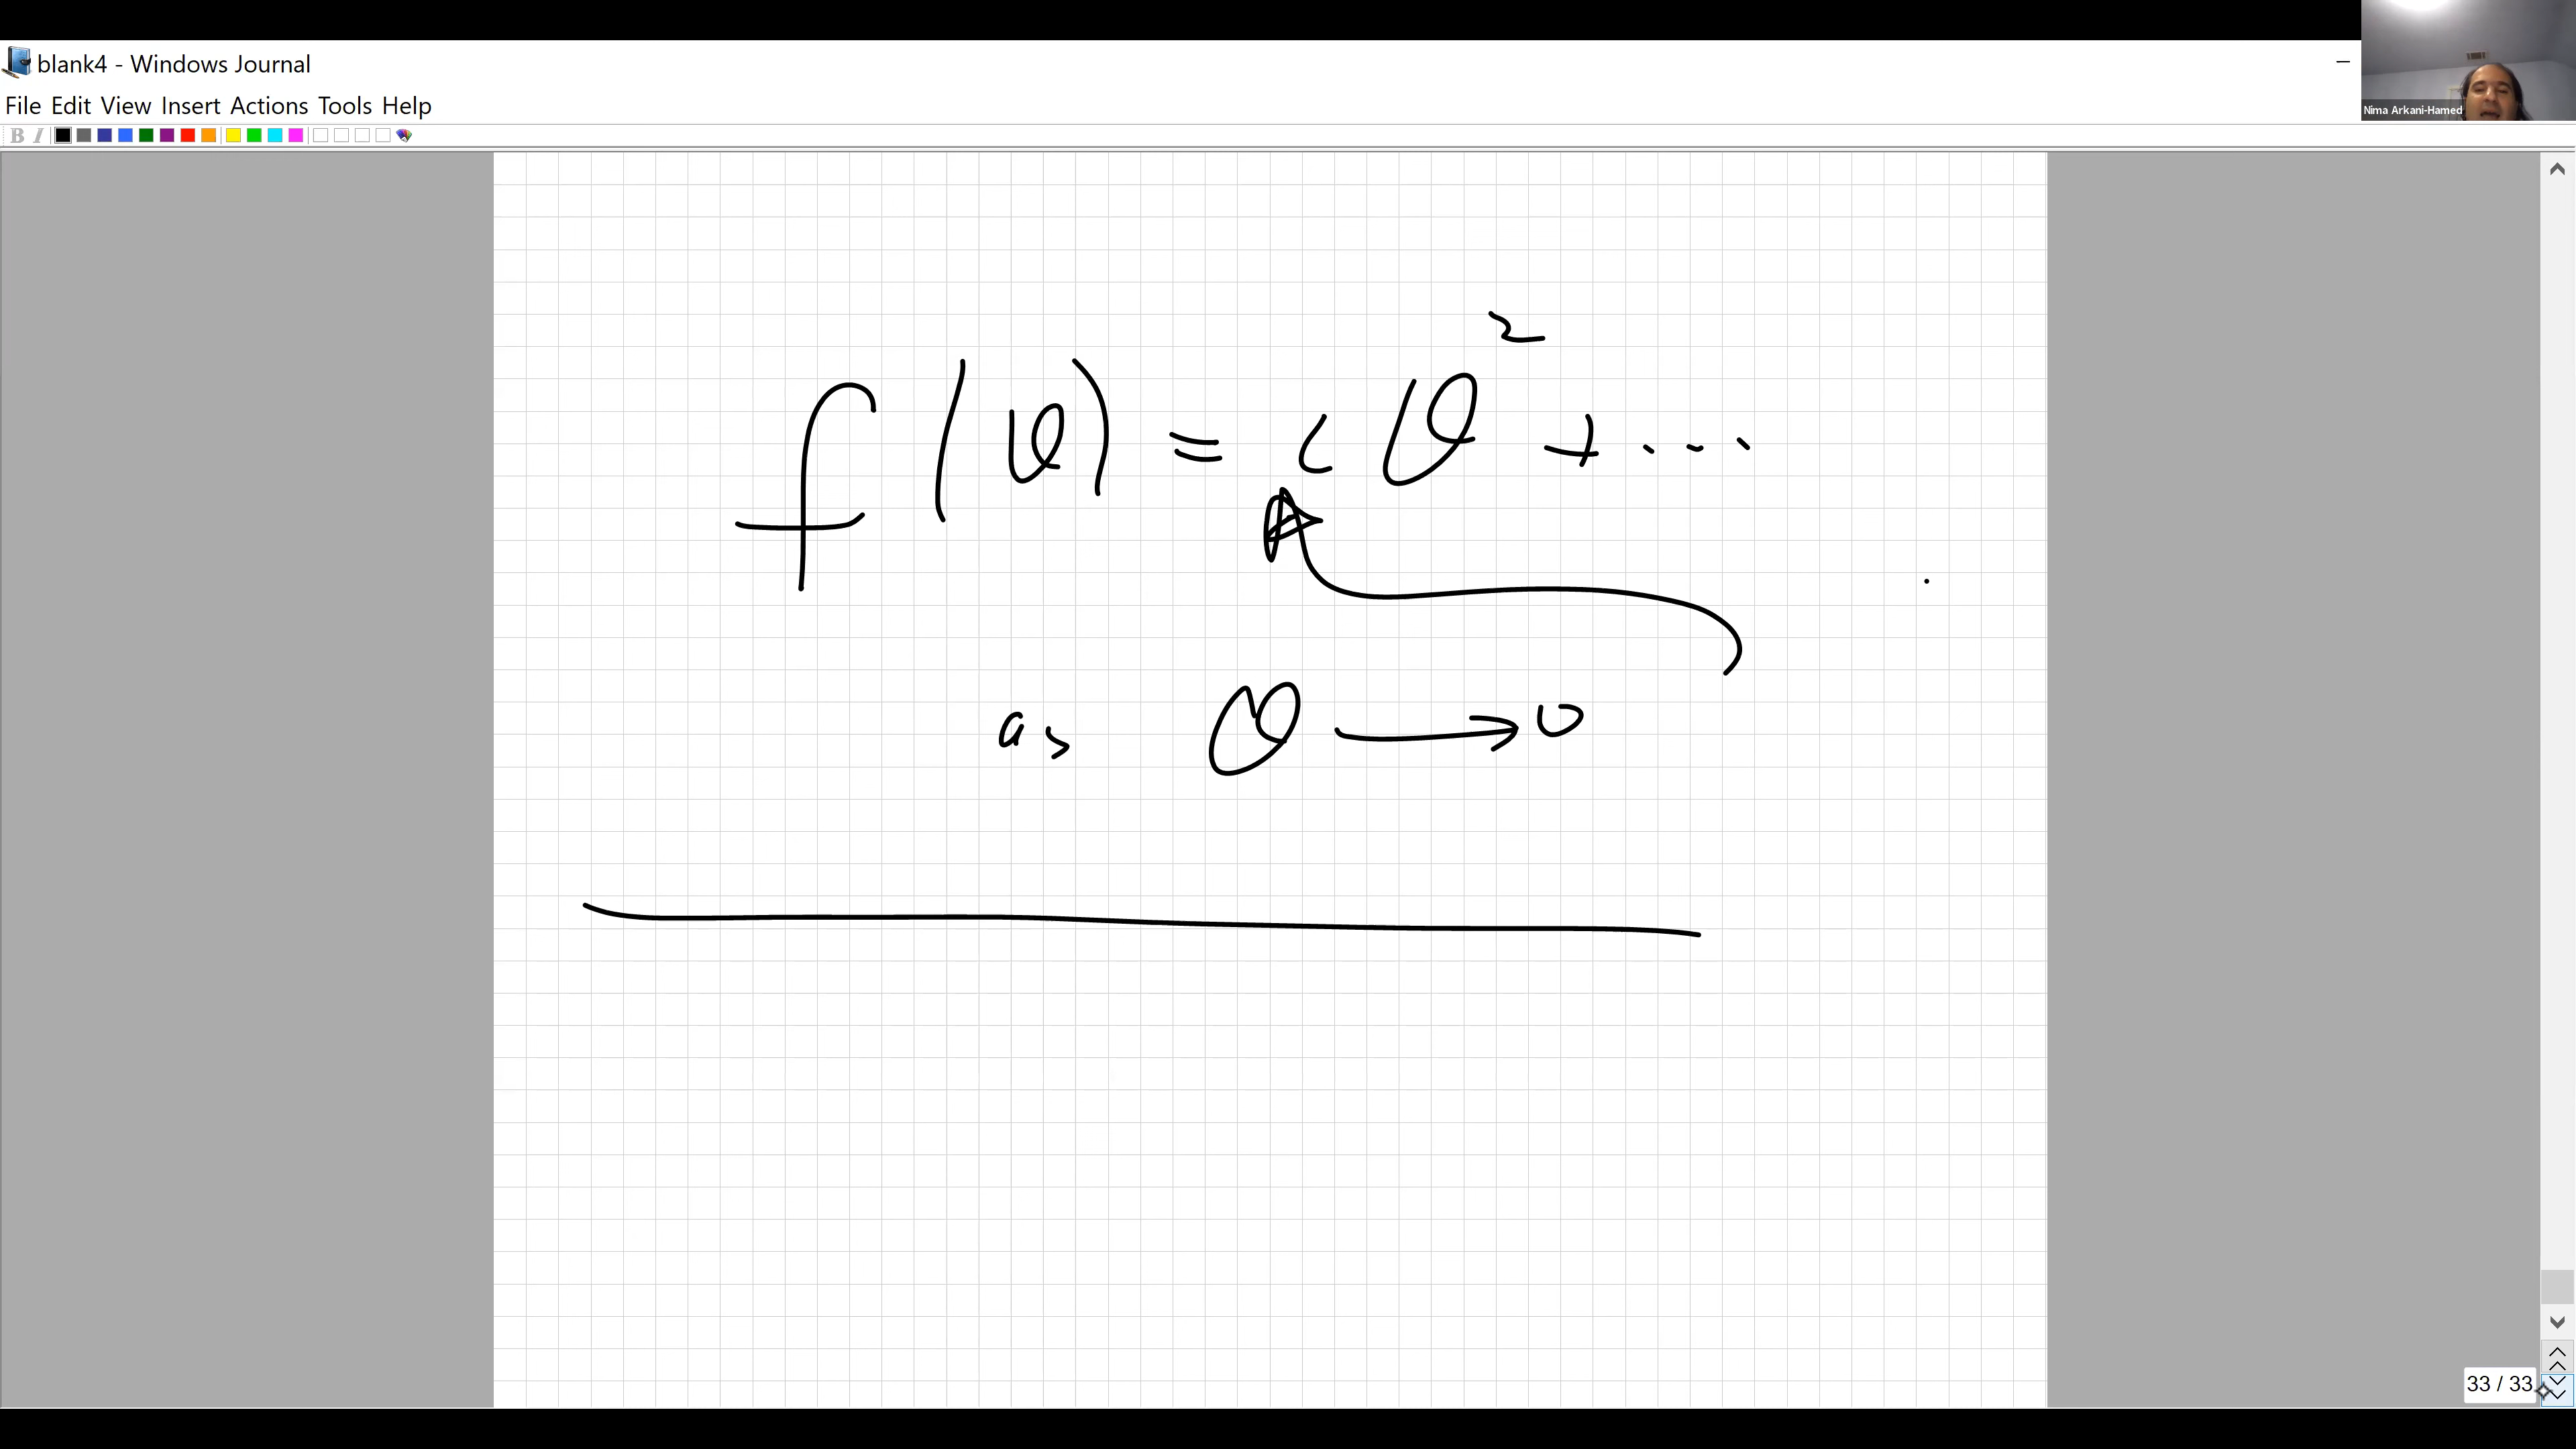 blank4 - Windows Journal
Nima Arkani-Hamed
File Edit View Insert Actions Tools Help
B I
f(θ) = c θ² + ...
as θ → 0
33 / 33